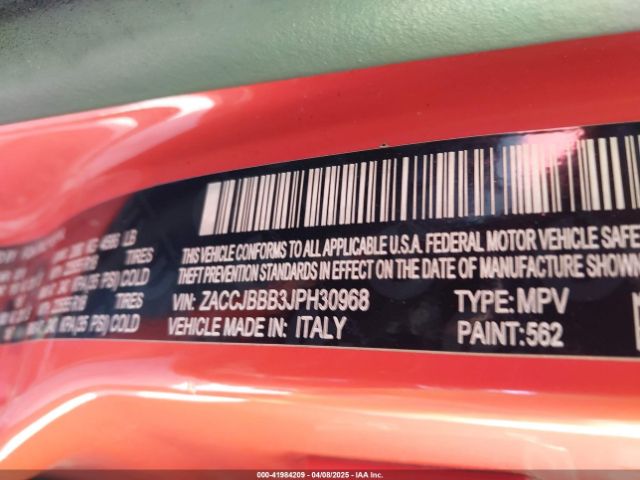 LB
TIRES
COLD
TIRES
COLD
THIS VEHICLE CONFORMS TO ALL APPLICABLE U.S.A. FEDERAL MOTOR VEHICLE SAFE
THEFT PREVENTION STANDARDS IN EFFECT ON THE DATE OF MANUFACTURE SHOWN
VIN: ZACCJBBB3JPH30968 TYPE: MPV
VEHICLE MADE IN: ITALY PAINT: 562
000-41984209 - 04/08/2025 - IAA Inc.